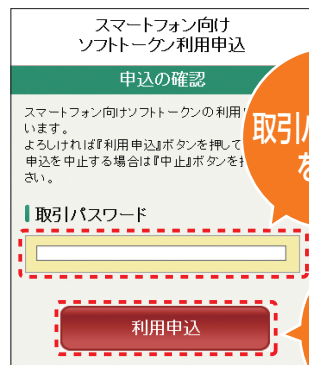 スマートフォン向け
ソフトトークン利用申込
申込の確認
スマートフォン向けソフトトークンの利用
います。
よろしければ『利用申込』ボタンを押して
申込を中止する場合は『中止』ボタンを
さい。
取引パスワード
取引
を
利用申込